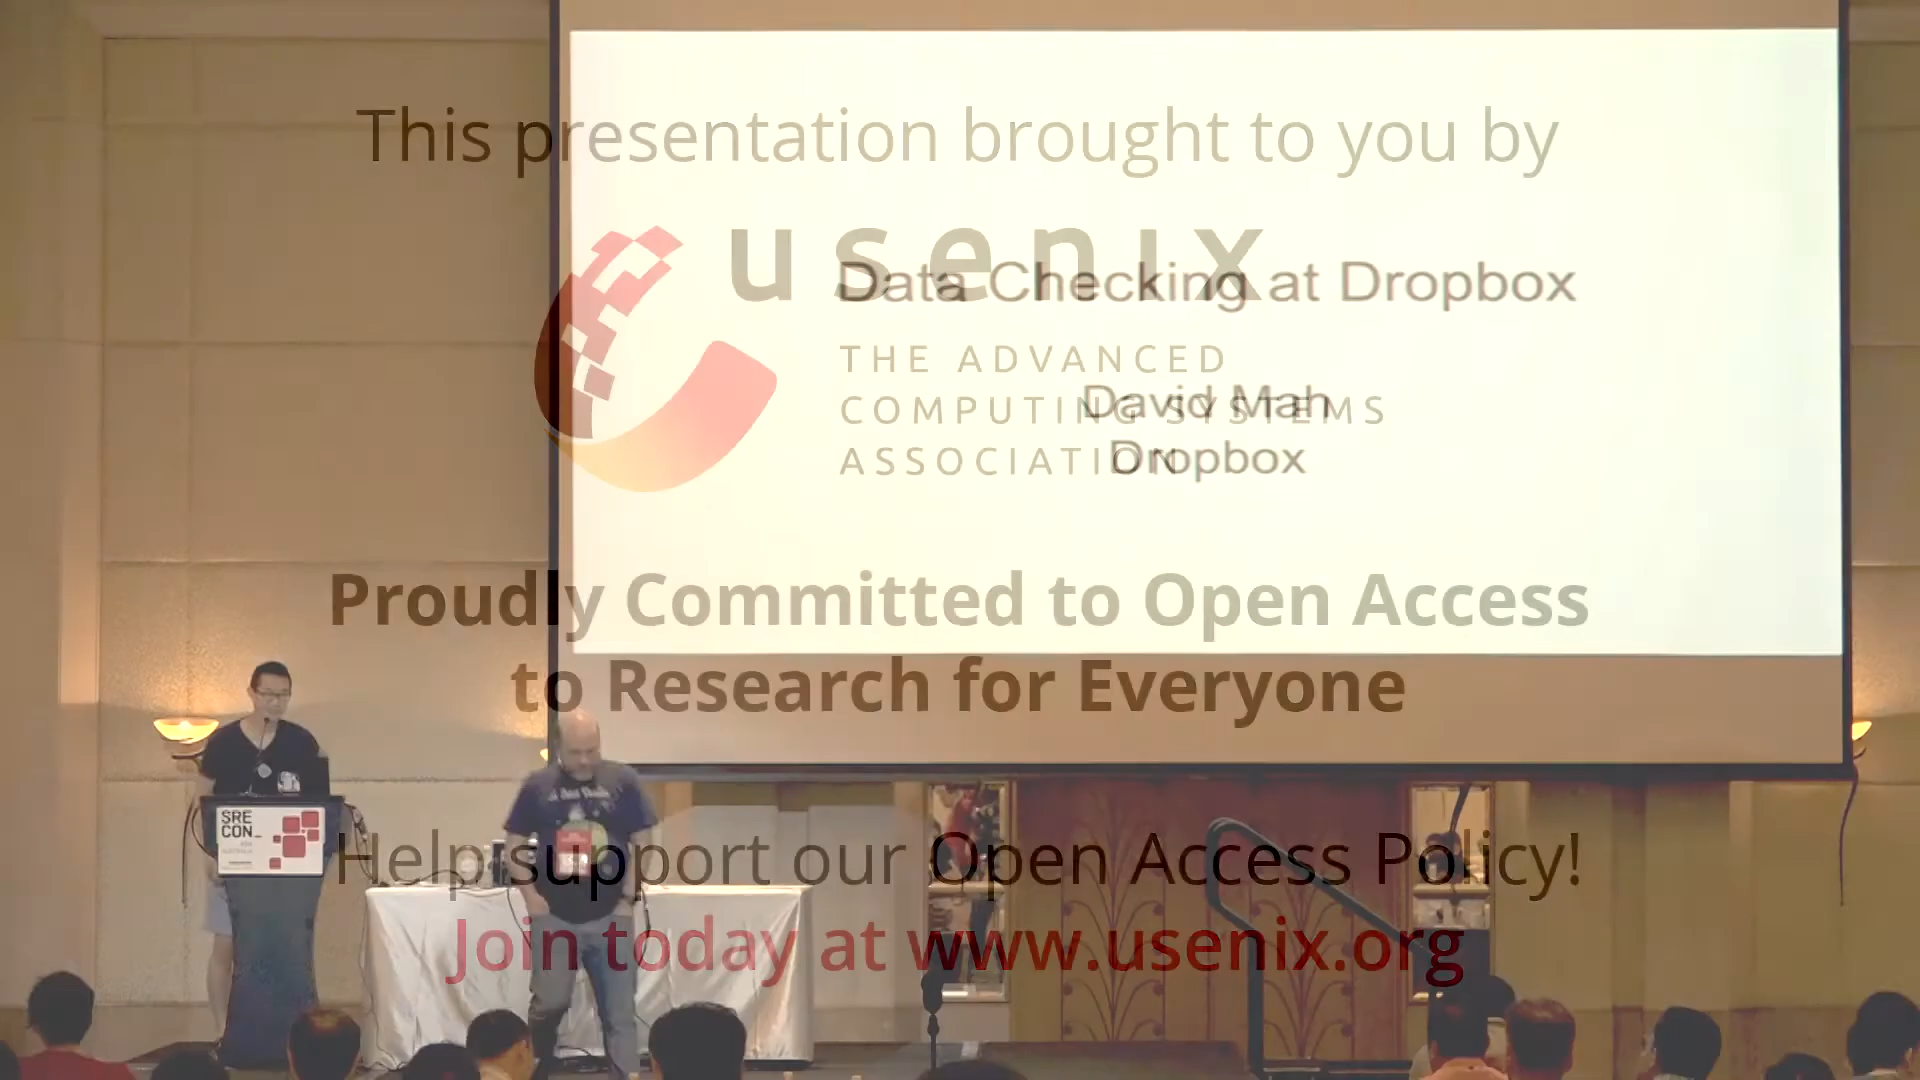 This presentation brought to you by
usenix
Data Checking at Dropbox
THE ADVANCED
COMPUTING SYSTEMS
ASSOCIATION
David Mah
Dropbox
Proudly Committed to Open Access
to Research for Everyone
SRE
CON
Help support our Open Access Policy!
Join today at www.usenix.org